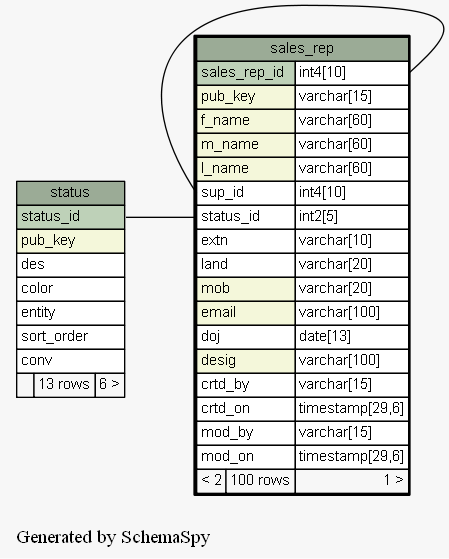 sales_rep
sales_rep_id int4[10]
pub_key varchar[15]
f_name varchar[60]
m_name varchar[60]
l_name varchar[60]
sup_id int4[10]
status_id int2[5]
extn varchar[10]
land varchar[20]
mob varchar[20]
email varchar[100]
doj date[13]
desig varchar[100]
crtd_by varchar[15]
crtd_on timestamp[29,6]
mod_by varchar[15]
mod_on timestamp[29,6]
< 2 100 rows 1 >
status
status_id
pub_key
des
color
entity
sort_order
conv
13 rows 6 >
Generated by SchemaSpy